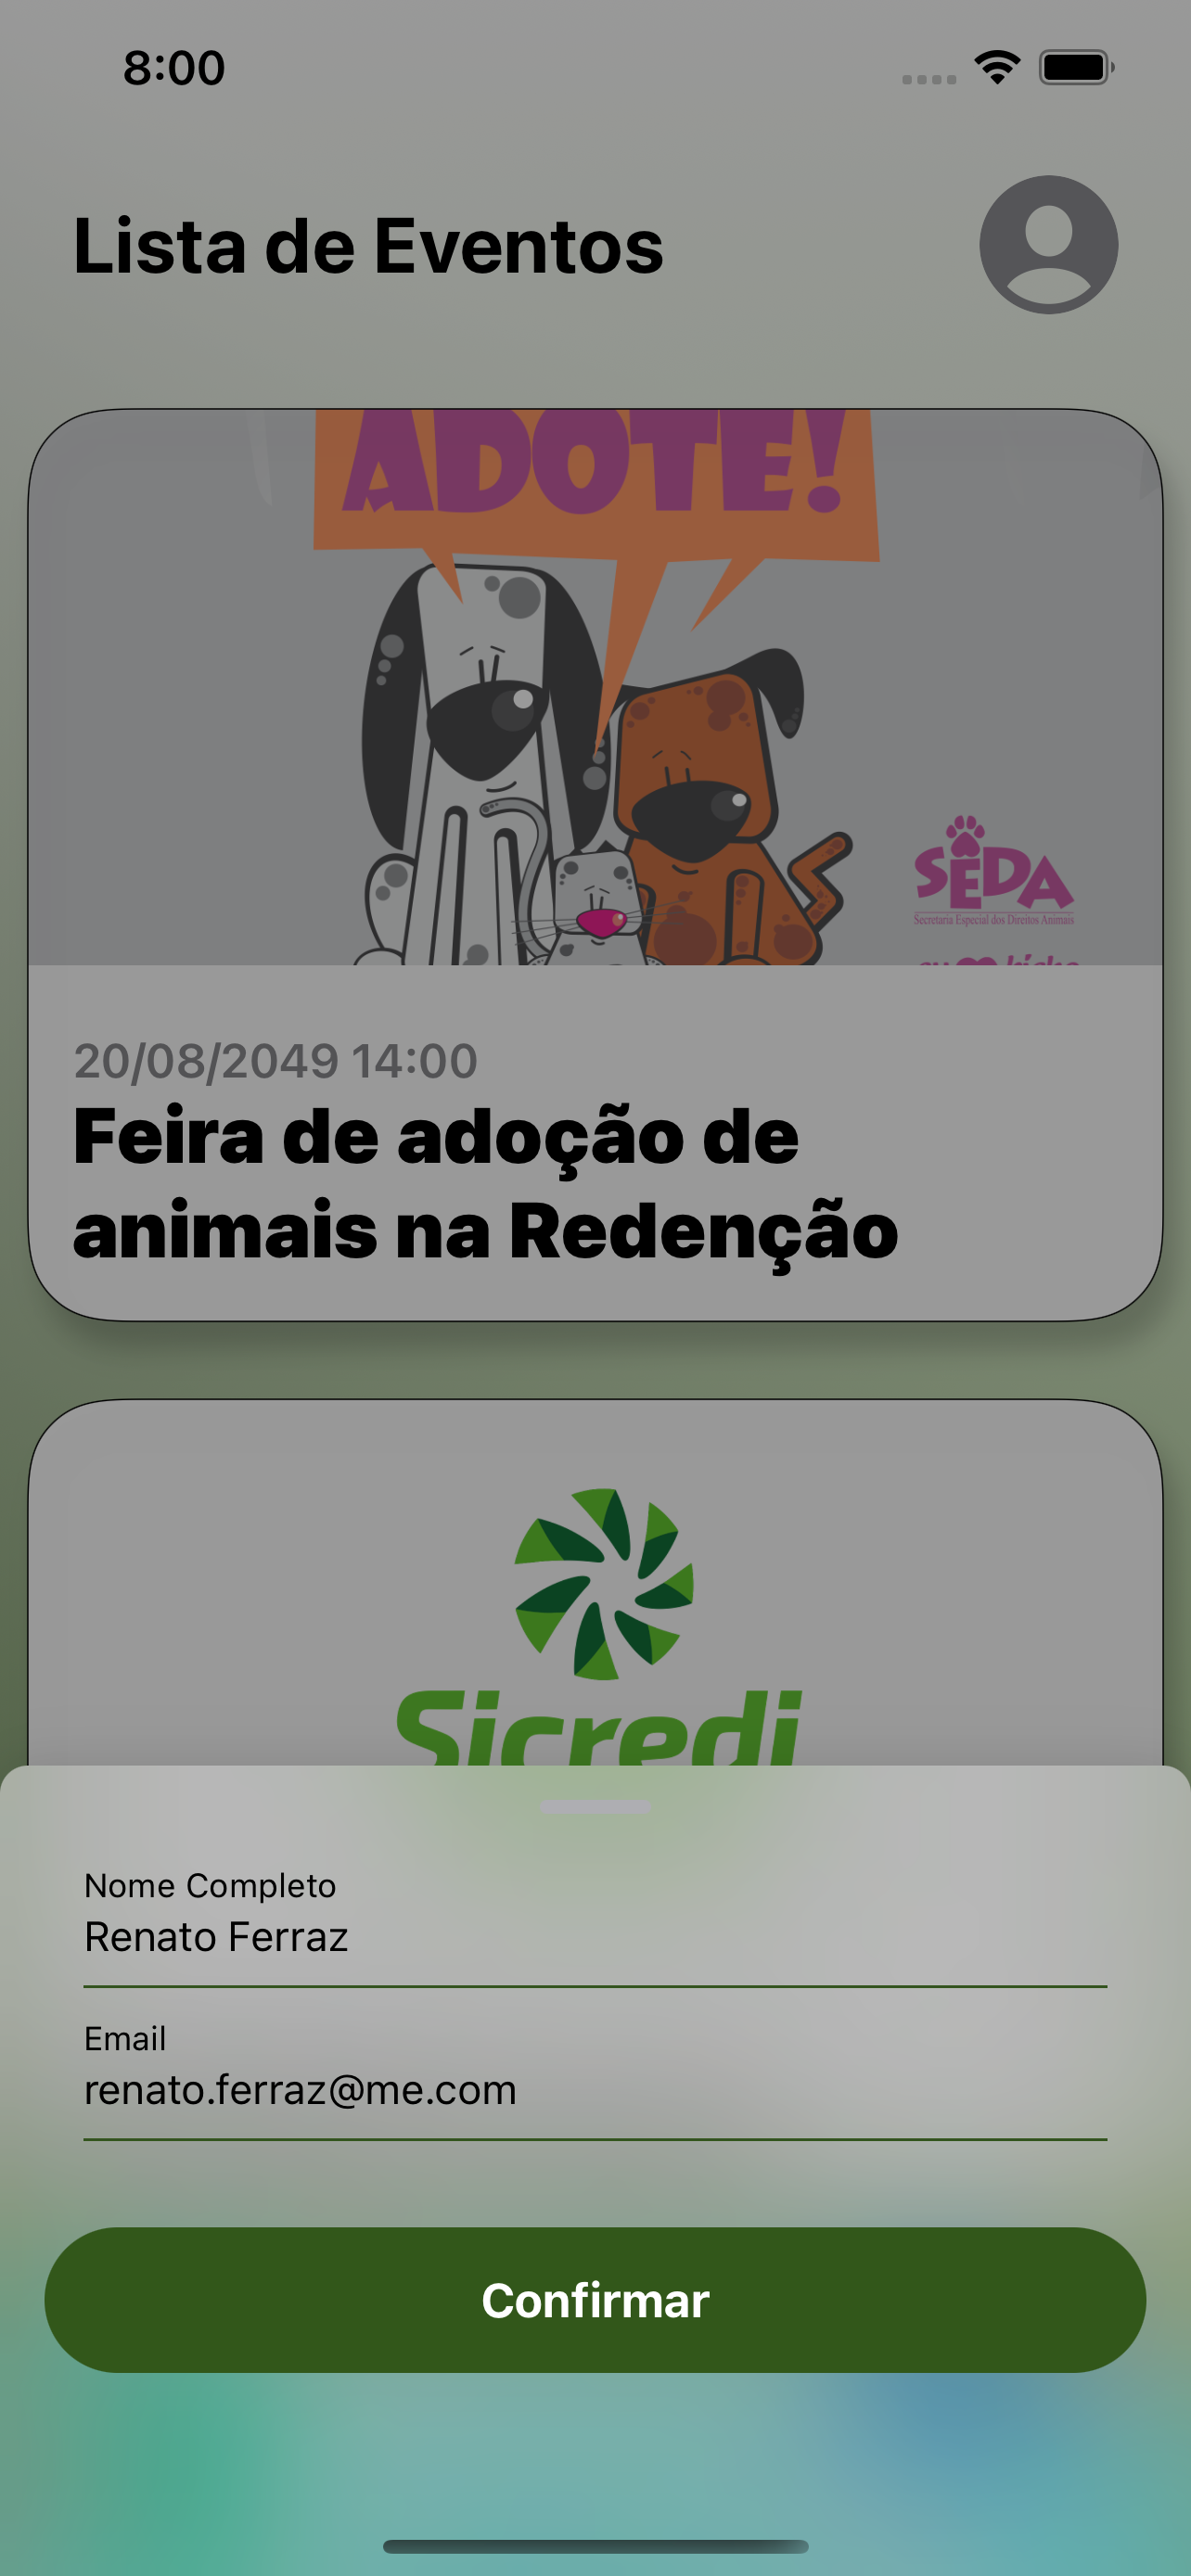 8:00
Lista de Eventos
ADOTE!
SEDA
Secretaria Especial dos Direitos Animais
20/08/2049 14:00
Feira de adoção de
animais na Redenção
Sicredi
Nome Completo
Renato Ferraz
Email
renato.ferraz@me.com
Confirmar